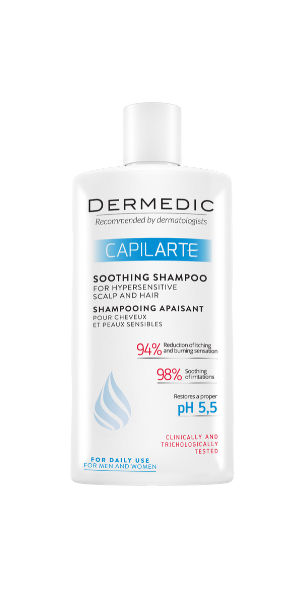 DERMEDIC
Recommended by dermatologists
CAPILARTE
SOOTHING SHAMPOO
FOR HYPERSENSITIVE
SCALP AND HAIR
SHAMPOOING APAISANT
POUR CHEVEUX
ET PEAUX SENSIBLES
94% Reduction of itching
and burning sensation
98% Soothing
of irritations
Restores a proper
pH 5,5
CLINICALLY AND
TRICHOLOGICALLY
TESTED
FOR DAILY USE
FOR MEN AND WOMEN